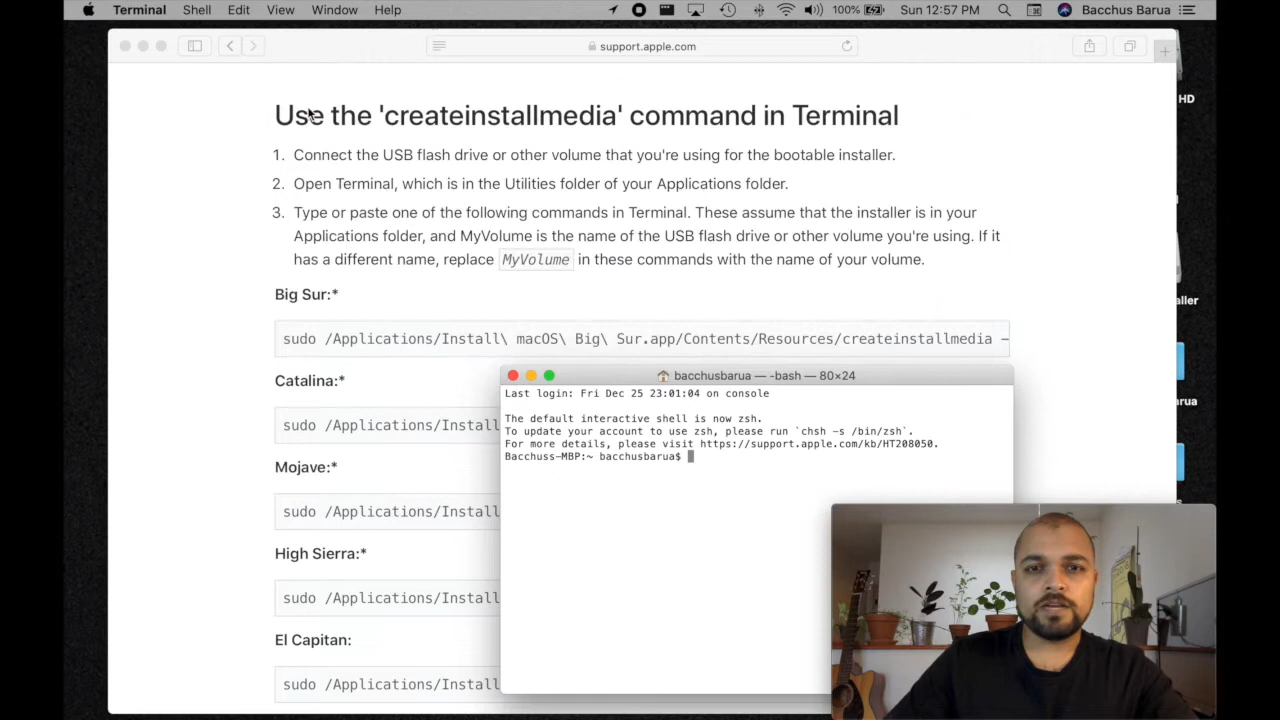 Terminal Shell Edit View Window Help 100% Sun 12:57 PM Bacchus Barua
support.apple.com
HD
Use the 'createinstallmedia' command in Terminal
1. Connect the USB flash drive or other volume that you're using for the bootable installer.
2. Open Terminal, which is in the Utilities folder of your Applications folder.
3. Type or paste one of the following commands in Terminal. These assume that the installer is in your
Applications folder, and MyVolume is the name of the USB flash drive or other volume you're using. If it
has a different name, replace MyVolume in these commands with the name of your volume.
Big Sur:*
aller
sudo /Applications/Install\ macOS\ Big\ Sur.app/Contents/Resources/createinstallmedia –
Catalina:*
sudo /Applications/Install
Mojave:*
sudo /Applications/Install
High Sierra:*
sudo /Applications/Install
El Capitan:
sudo /Applications/Install
bacchusbarua — -bash — 80×24
Last login: Fri Dec 25 23:01:04 on console
The default interactive shell is now zsh.
To update your account to use zsh, please run `chsh -s /bin/zsh`.
For more details, please visit https://support.apple.com/kb/HT208050.
Bacchuss-MBP:~ bacchusbarua$
arua